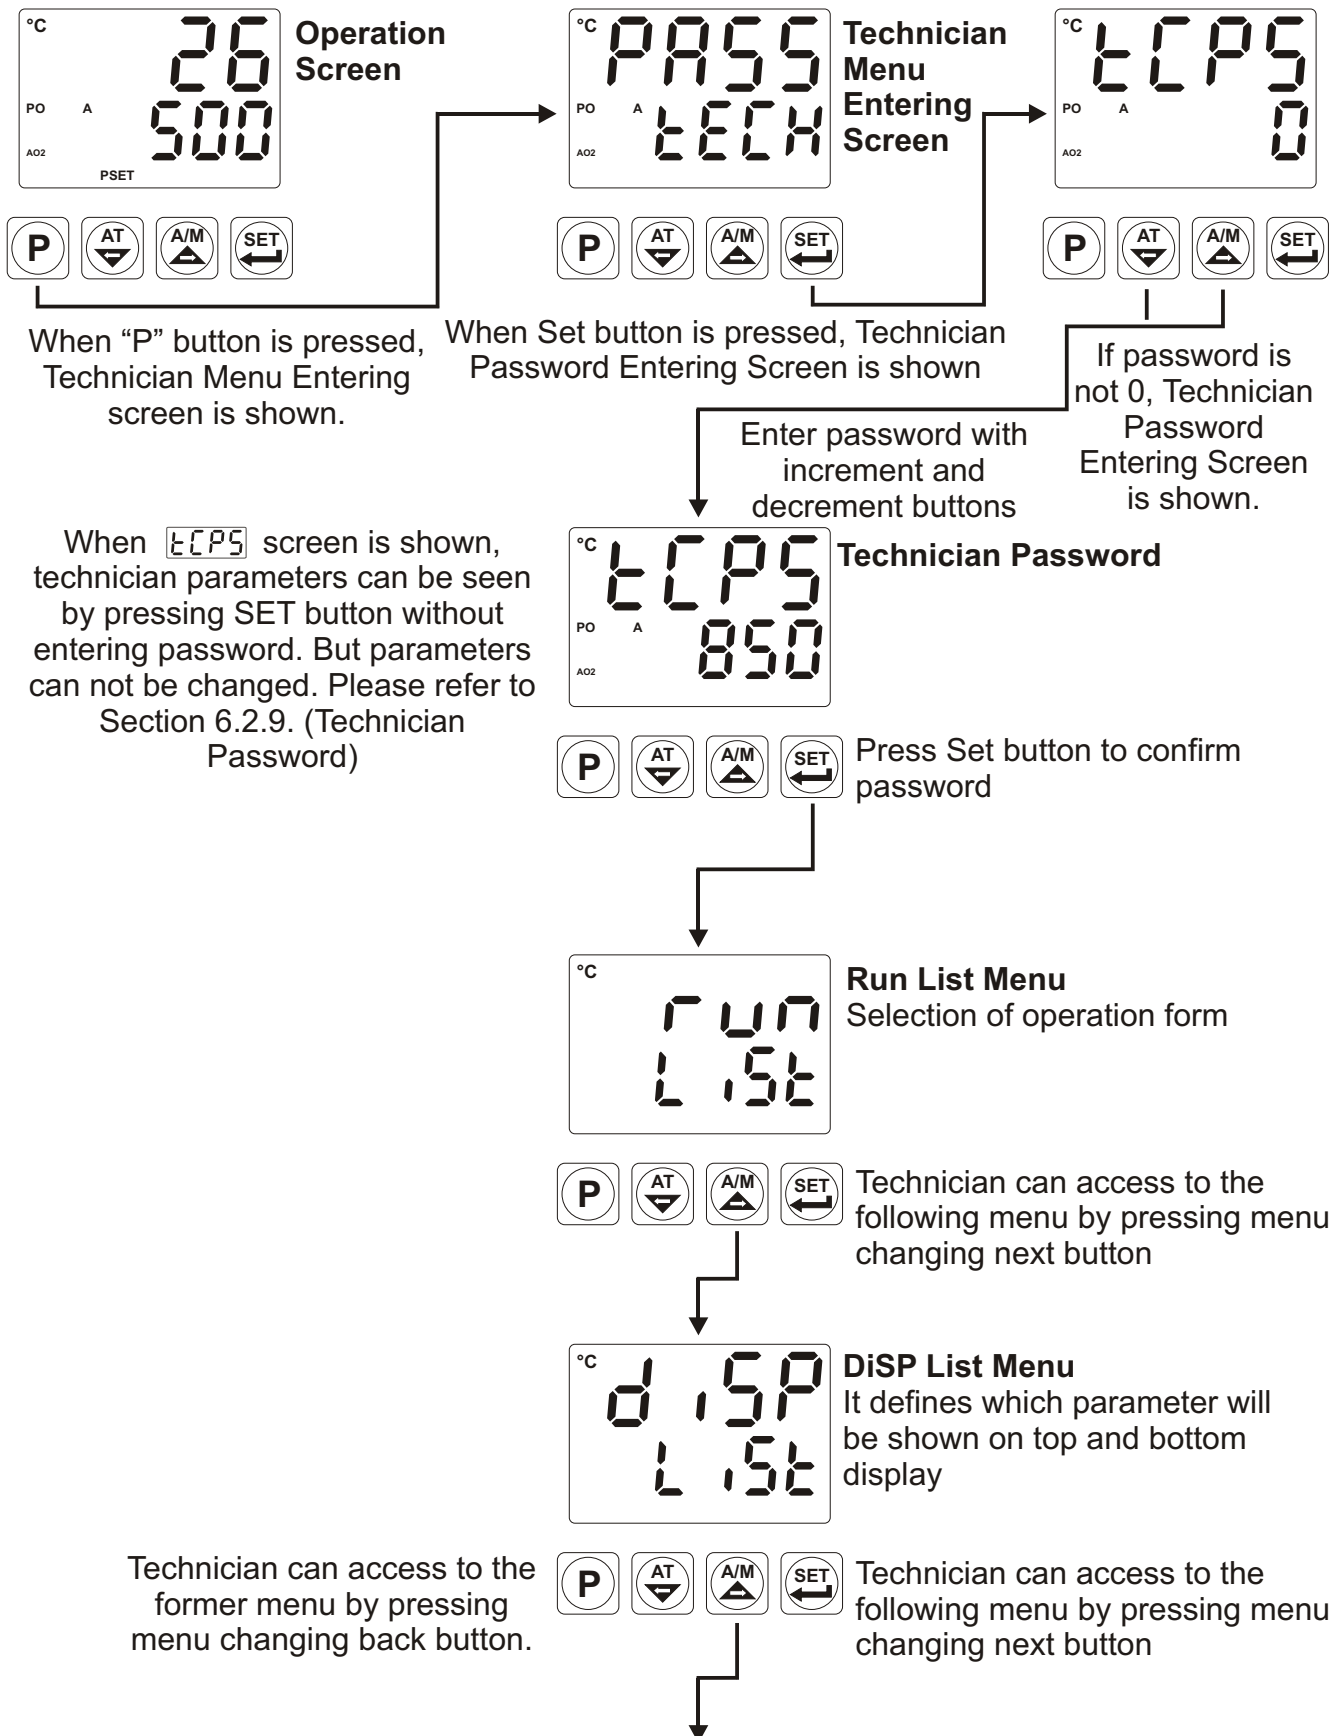 °C
26
PO A
500
AO2
PSET
Operation
Screen
°C
PASS
PO A
tECH
AO2
Technician
Menu
Entering
Screen
°C
tCPS
PO A
0
AO2
P AT A/M SET
P AT A/M SET
P AT A/M SET
When “P” button is pressed,
Technician Menu Entering
screen is shown.
When Set button is pressed, Technician
Password Entering Screen is shown
If password is
not 0, Technician
Password
Entering Screen
is shown.
Enter password with
increment and
decrement buttons
When tCPS screen is shown,
technician parameters can be seen
by pressing SET button without
entering password. But parameters
can not be changed. Please refer to
Section 6.2.9. (Technician
Password)
°C
tCPS
PO A
850
AO2
Technician Password
P AT A/M SET
Press Set button to confirm
password
°C
run
LiSt
Run List Menu
Selection of operation form
P AT A/M SET
Technician can access to the
following menu by pressing menu
changing next button
°C
diSP
LiSt
DiSP List Menu
It defines which parameter will
be shown on top and bottom
display
Technician can access to the
former menu by pressing
menu changing back button.
P AT A/M SET
Technician can access to the
following menu by pressing menu
changing next button